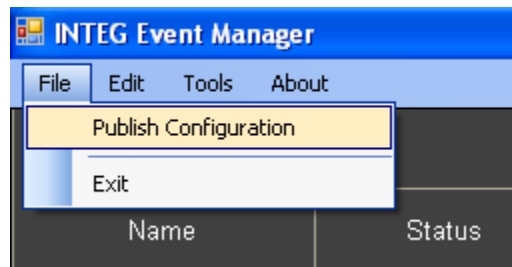 INTEG Event Manager
File Edit Tools About
Publish Configuration
Exit
Name Status